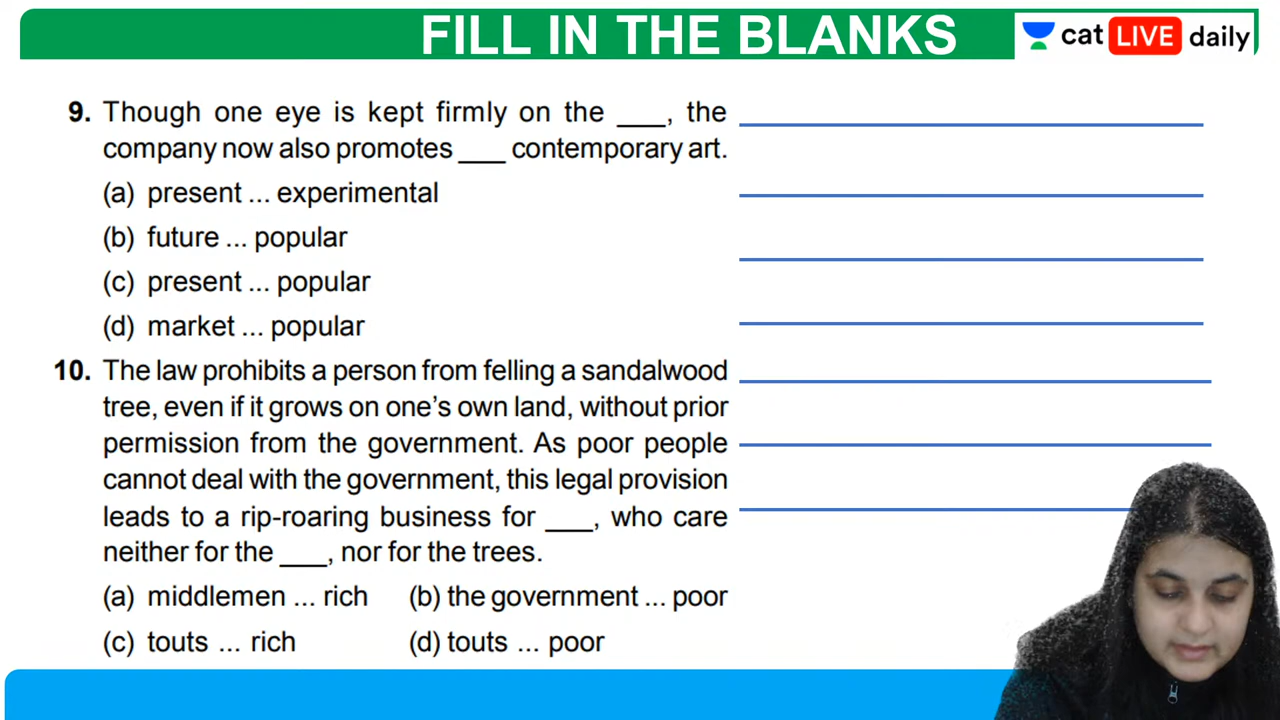 FILL IN THE BLANKS
cat LIVE daily
9. Though one eye is kept firmly on the ___, the
company now also promotes ___ contemporary art.
(a) present ... experimental
(b) future ... popular
(c) present ... popular
(d) market ... popular
10. The law prohibits a person from felling a sandalwood
tree, even if it grows on one’s own land, without prior
permission from the government. As poor people
cannot deal with the government, this legal provision
leads to a rip-roaring business for ___, who care
neither for the ___, nor for the trees.
(a) middlemen ... rich (b) the government ... poor
(c) touts ... rich (d) touts ... poor